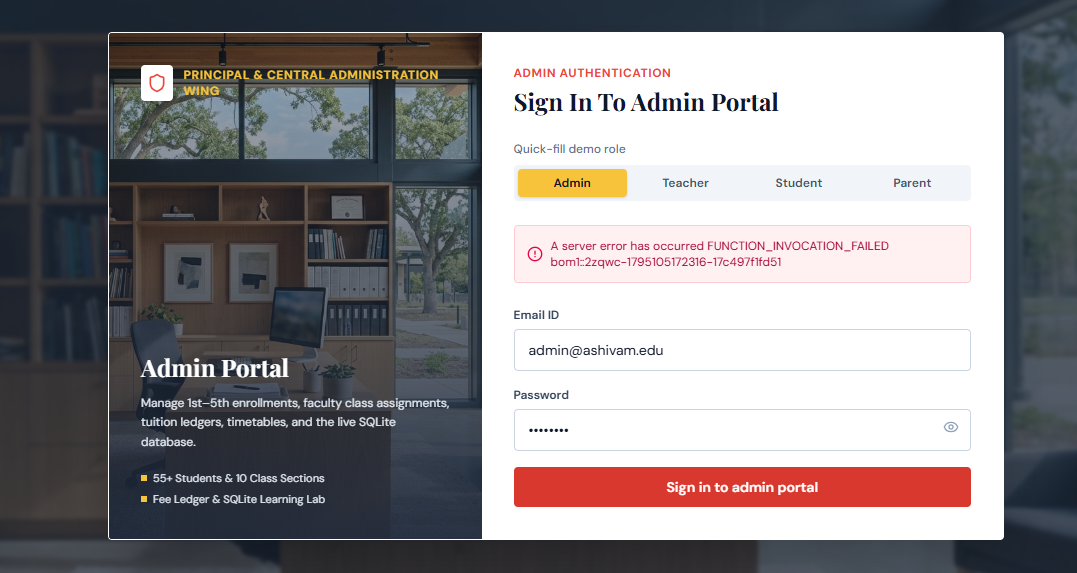 PRINCIPAL & CENTRAL ADMINISTRATION
WING
Admin Portal
Manage 1st–5th enrollments, faculty class assignments,
tuition ledgers, timetables, and the live SQLite
database.
55+ Students & 10 Class Sections
Fee Ledger & SQLite Learning Lab
ADMIN AUTHENTICATION
Sign In To Admin Portal
Quick-fill demo role
Admin Teacher Student Parent
A server error has occurred FUNCTION_INVOCATION_FAILED
bom1::2zqwc-1795105172316-17c497f1fd51
Email ID
admin@ashivam.edu
Password
••••••••
Sign in to admin portal